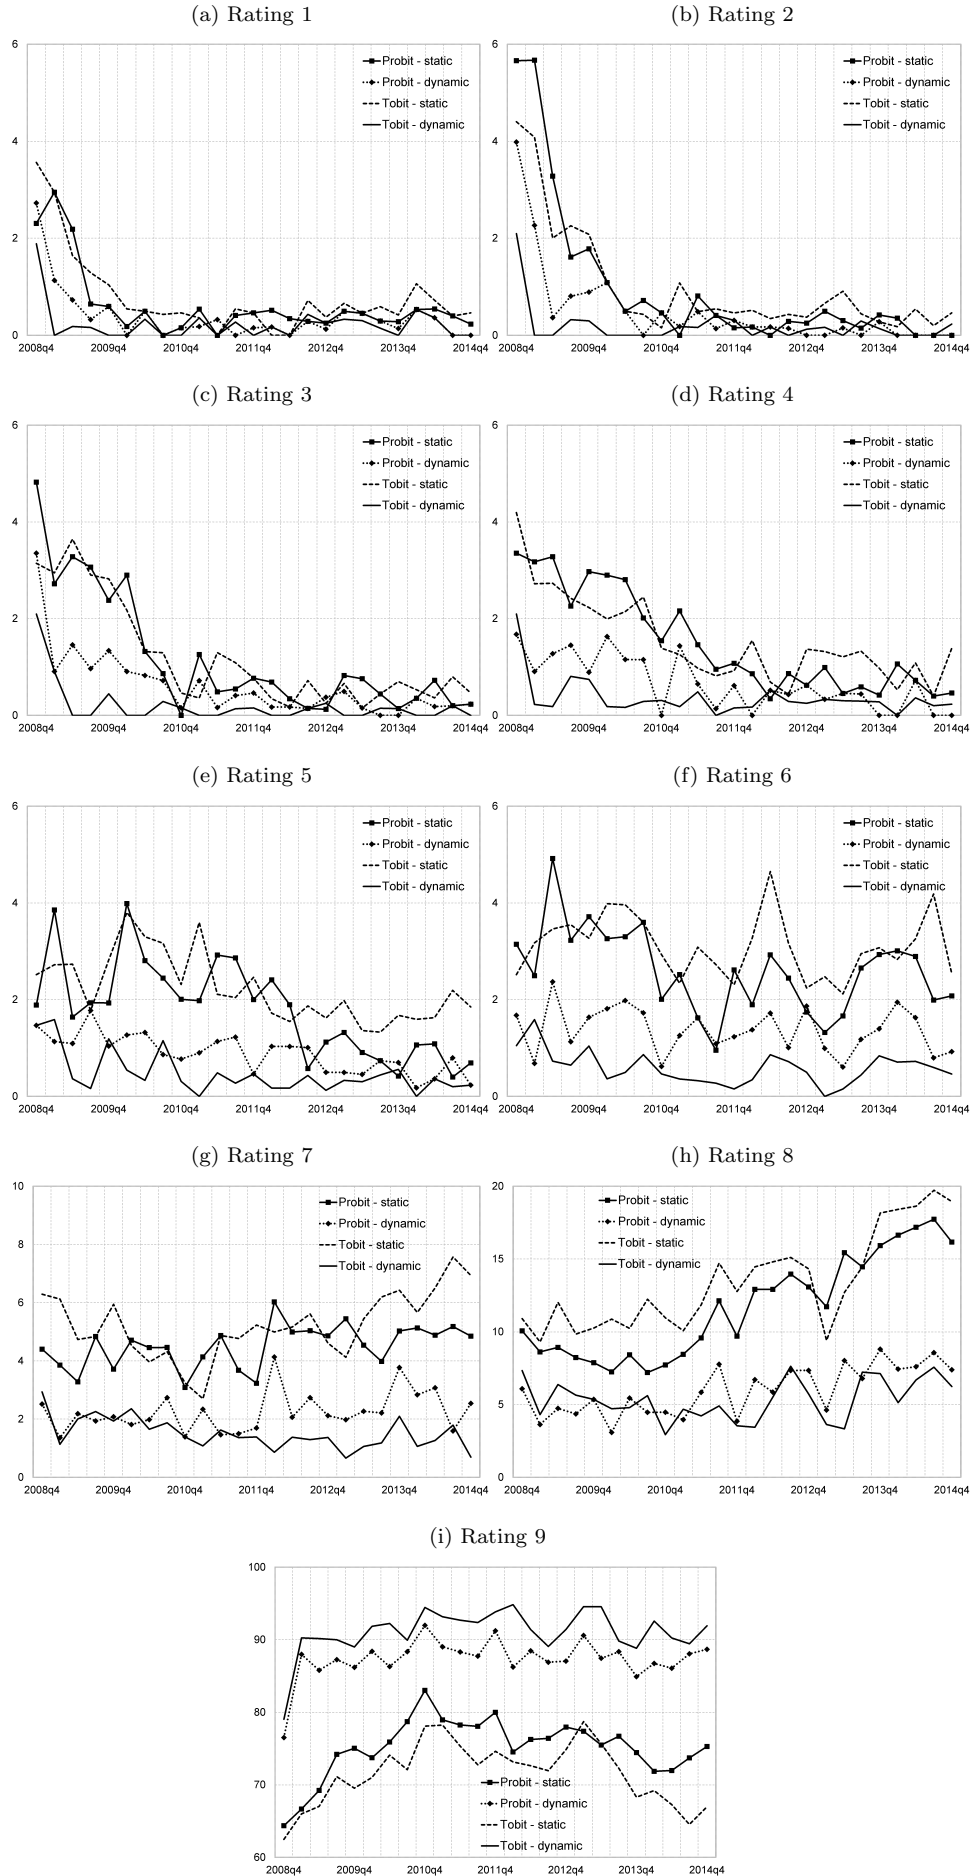 (a) Rating 1
(b) Rating 2
6
4
2
0
Probit - static
Probit - dynamic
Tobit - static
Tobit - dynamic
2008q4 2009q4 2010q4 2011q4 2012q4 2013q4 2014q4
6
4
2
0
Probit - static
Probit - dynamic
Tobit - static
Tobit - dynamic
2008q4 2009q4 2010q4 2011q4 2012q4 2013q4 2014q4
(c) Rating 3
(d) Rating 4
6
4
2
0
Probit - static
Probit - dynamic
Tobit - static
Tobit - dynamic
2008q4 2009q4 2010q4 2011q4 2012q4 2013q4 2014q4
6
4
2
0
Probit - static
Probit - dynamic
Tobit - static
Tobit - dynamic
2008q4 2009q4 2010q4 2011q4 2012q4 2013q4 2014q4
(e) Rating 5
(f) Rating 6
6
4
2
0
Probit - static
Probit - dynamic
Tobit - static
Tobit - dynamic
2008q4 2009q4 2010q4 2011q4 2012q4 2013q4 2014q4
6
4
2
0
Probit - static
Probit - dynamic
Tobit - static
Tobit - dynamic
2008q4 2009q4 2010q4 2011q4 2012q4 2013q4 2014q4
(g) Rating 7
(h) Rating 8
10
8
6
4
2
0
Probit - static
Probit - dynamic
Tobit - static
Tobit - dynamic
2008q4 2009q4 2010q4 2011q4 2012q4 2013q4 2014q4
20
15
10
5
0
Probit - static
Probit - dynamic
Tobit - static
Tobit - dynamic
2008q4 2009q4 2010q4 2011q4 2012q4 2013q4 2014q4
(i) Rating 9
100
90
80
70
60
Probit - static
Probit - dynamic
Tobit - static
Tobit - dynamic
2008q4 2009q4 2010q4 2011q4 2012q4 2013q4 2014q4